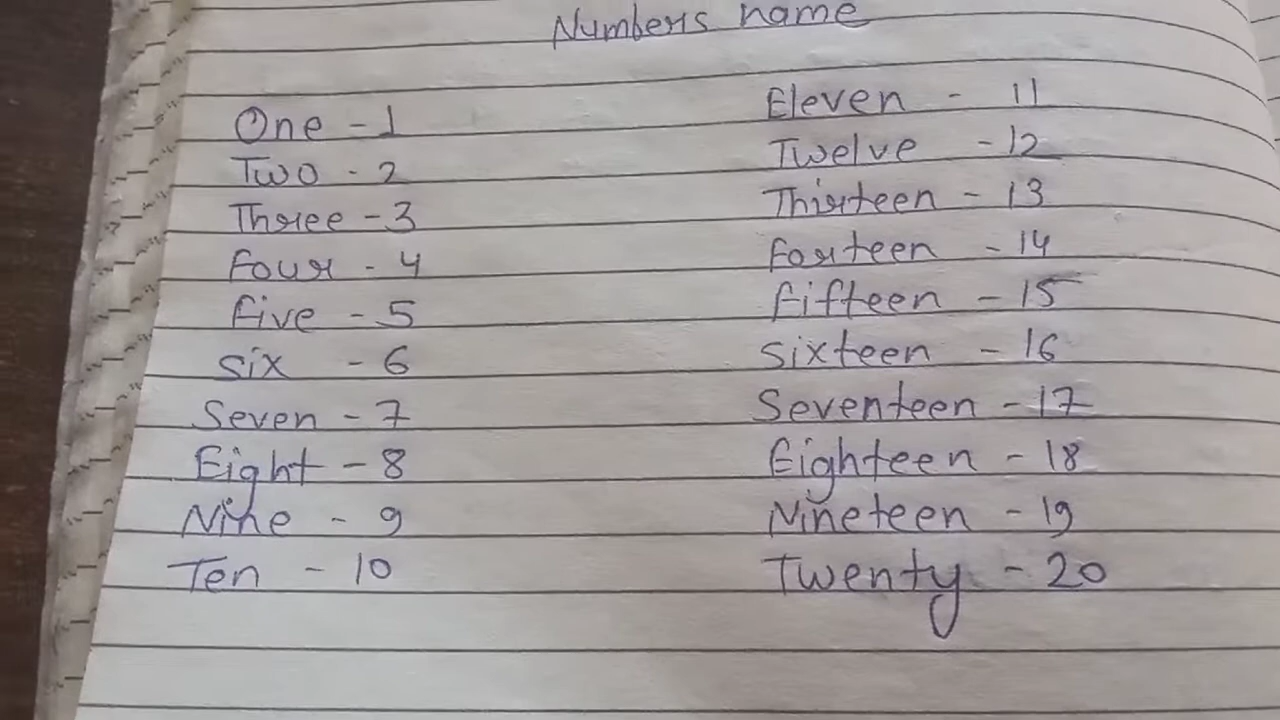 Numbers name
One - 1
Two - 2
Three - 3
Four - 4
Five - 5
Six - 6
Seven - 7
Eight - 8
Nine - 9
Ten - 10
Eleven - 11
Twelve - 12
Thirteen - 13
Forteen - 14
Fifteen - 15
Sixteen - 16
Seventeen - 17
Eighteen - 18
Nineteen - 19
Twenty - 20